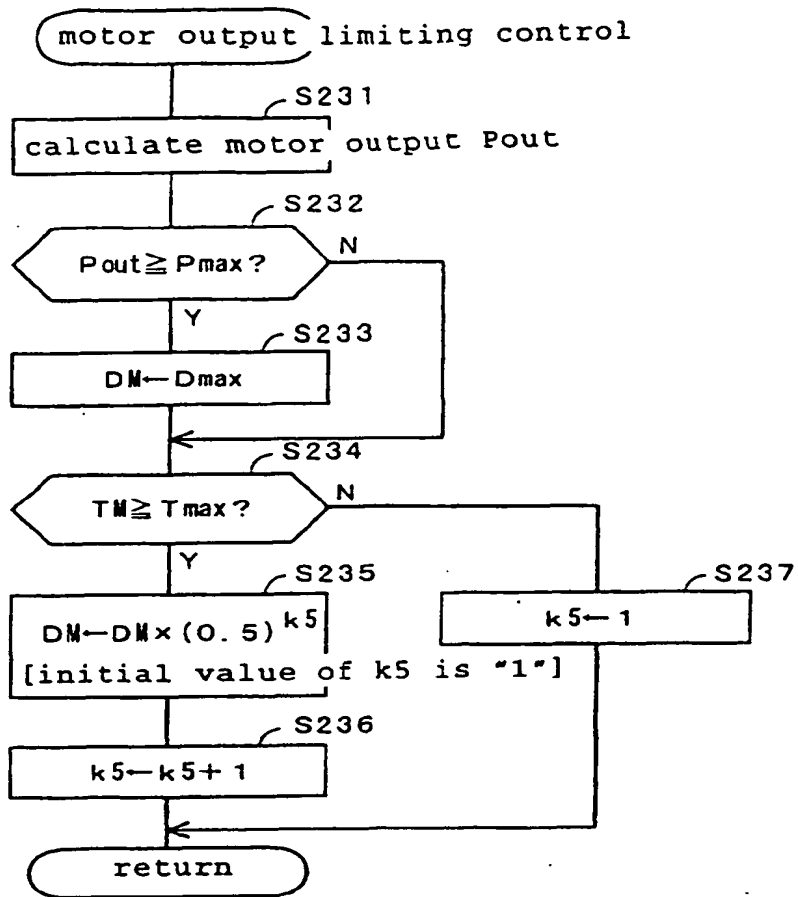 motor output limiting control
S231
calculate motor output Pout
S232
Pout≧Pmax?
N
Y
S233
DM←Dmax
S234
TM≧Tmax?
N
Y
S235
DM←DM×(0.5)^k5
[initial value of k5 is "1"]
S237
k5←1
S236
k5←k5+1
return